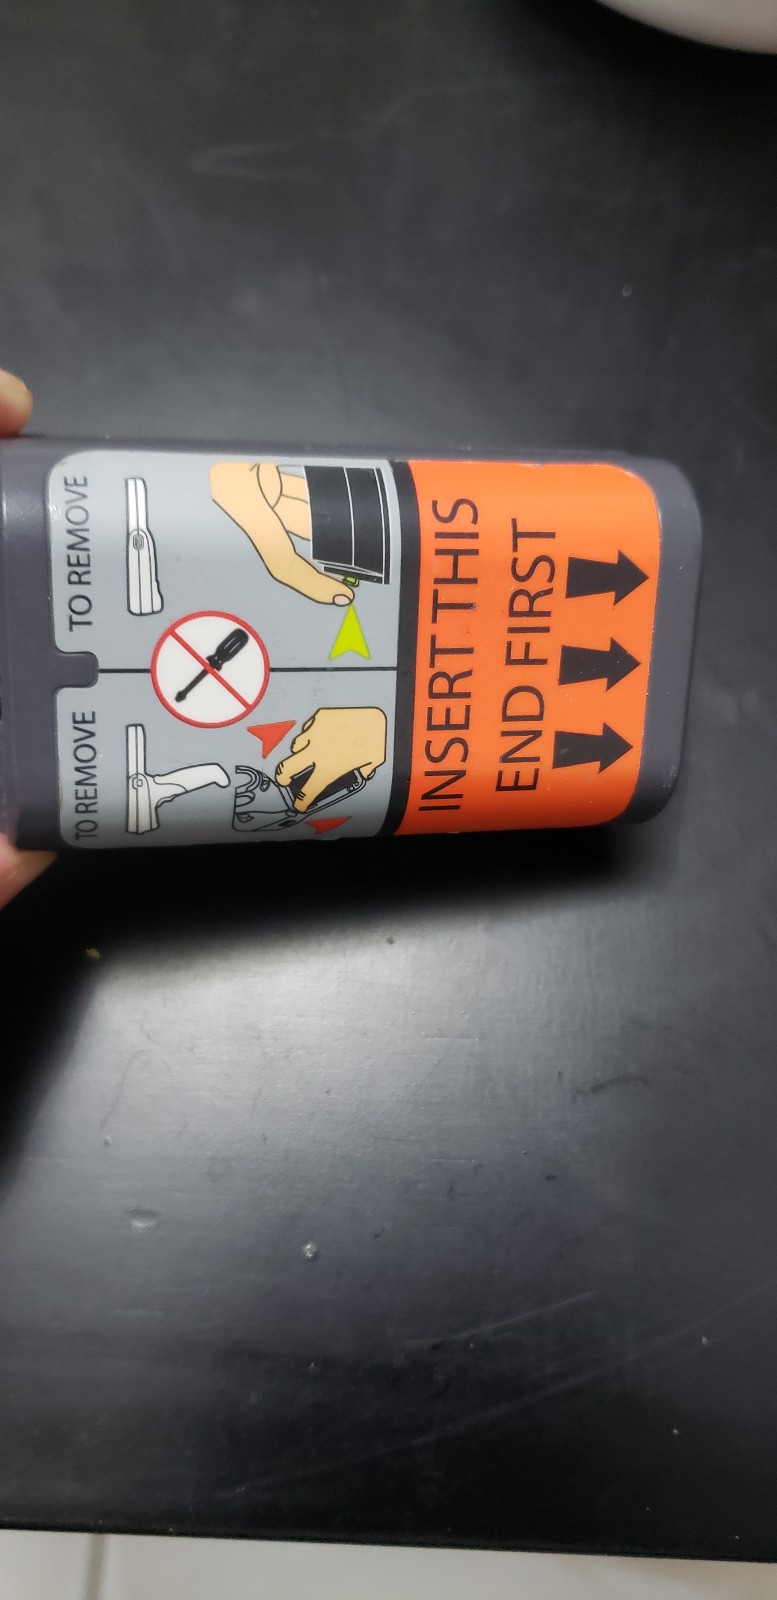 TO REMOVE
TO REMOVE
INSERT THIS
END FIRST